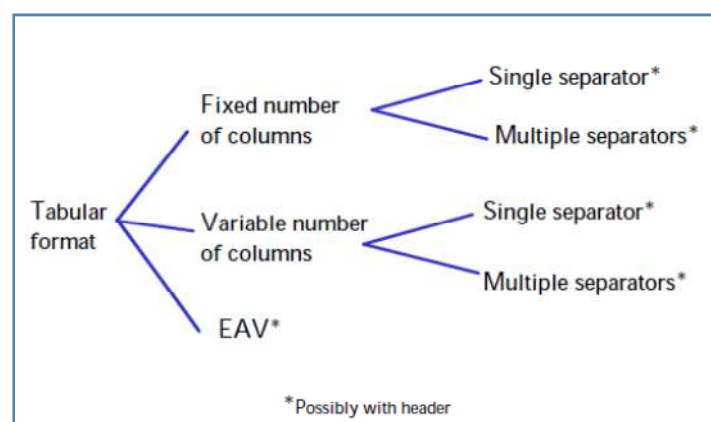 Tabular
format
Fixed number
of columns
Single separator*
Multiple separators*
Variable number
of columns
Single separator*
Multiple separators*
EAV*
*Possibly with header